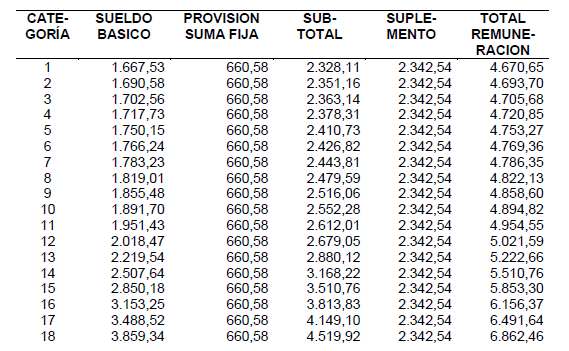 CATE- SUELDO PROVISION SUB- SUPLE- TOTAL
GORÍA BASICO SUMA FIJA TOTAL MENTO REMUNE-
RACION
1 1.667,53 660,58 2.328,11 2.342,54 4.670,65
2 1.690,58 660,58 2.351,16 2.342,54 4.693,70
3 1.702,56 660,58 2.363,14 2.342,54 4.705,68
4 1.717,73 660,58 2.378,31 2.342,54 4.720,85
5 1.750,15 660,58 2.410,73 2.342,54 4.753,27
6 1.766,24 660,58 2.426,82 2.342,54 4.769,36
7 1.783,23 660,58 2.443,81 2.342,54 4.786,35
8 1.819,01 660,58 2.479,59 2.342,54 4.822,13
9 1.855,48 660,58 2.516,06 2.342,54 4.858,60
10 1.891,70 660,58 2.552,28 2.342,54 4.894,82
11 1.951,43 660,58 2.612,01 2.342,54 4.954,55
12 2.018,47 660,58 2.679,05 2.342,54 5.021,59
13 2.219,54 660,58 2.880,12 2.342,54 5.222,66
14 2.507,64 660,58 3.168,22 2.342,54 5.510,76
15 2.850,18 660,58 3.510,76 2.342,54 5.853,30
16 3.153,25 660,58 3.813,83 2.342,54 6.156,37
17 3.488,52 660,58 4.149,10 2.342,54 6.491,64
18 3.859,34 660,58 4.519,92 2.342,54 6.862,46